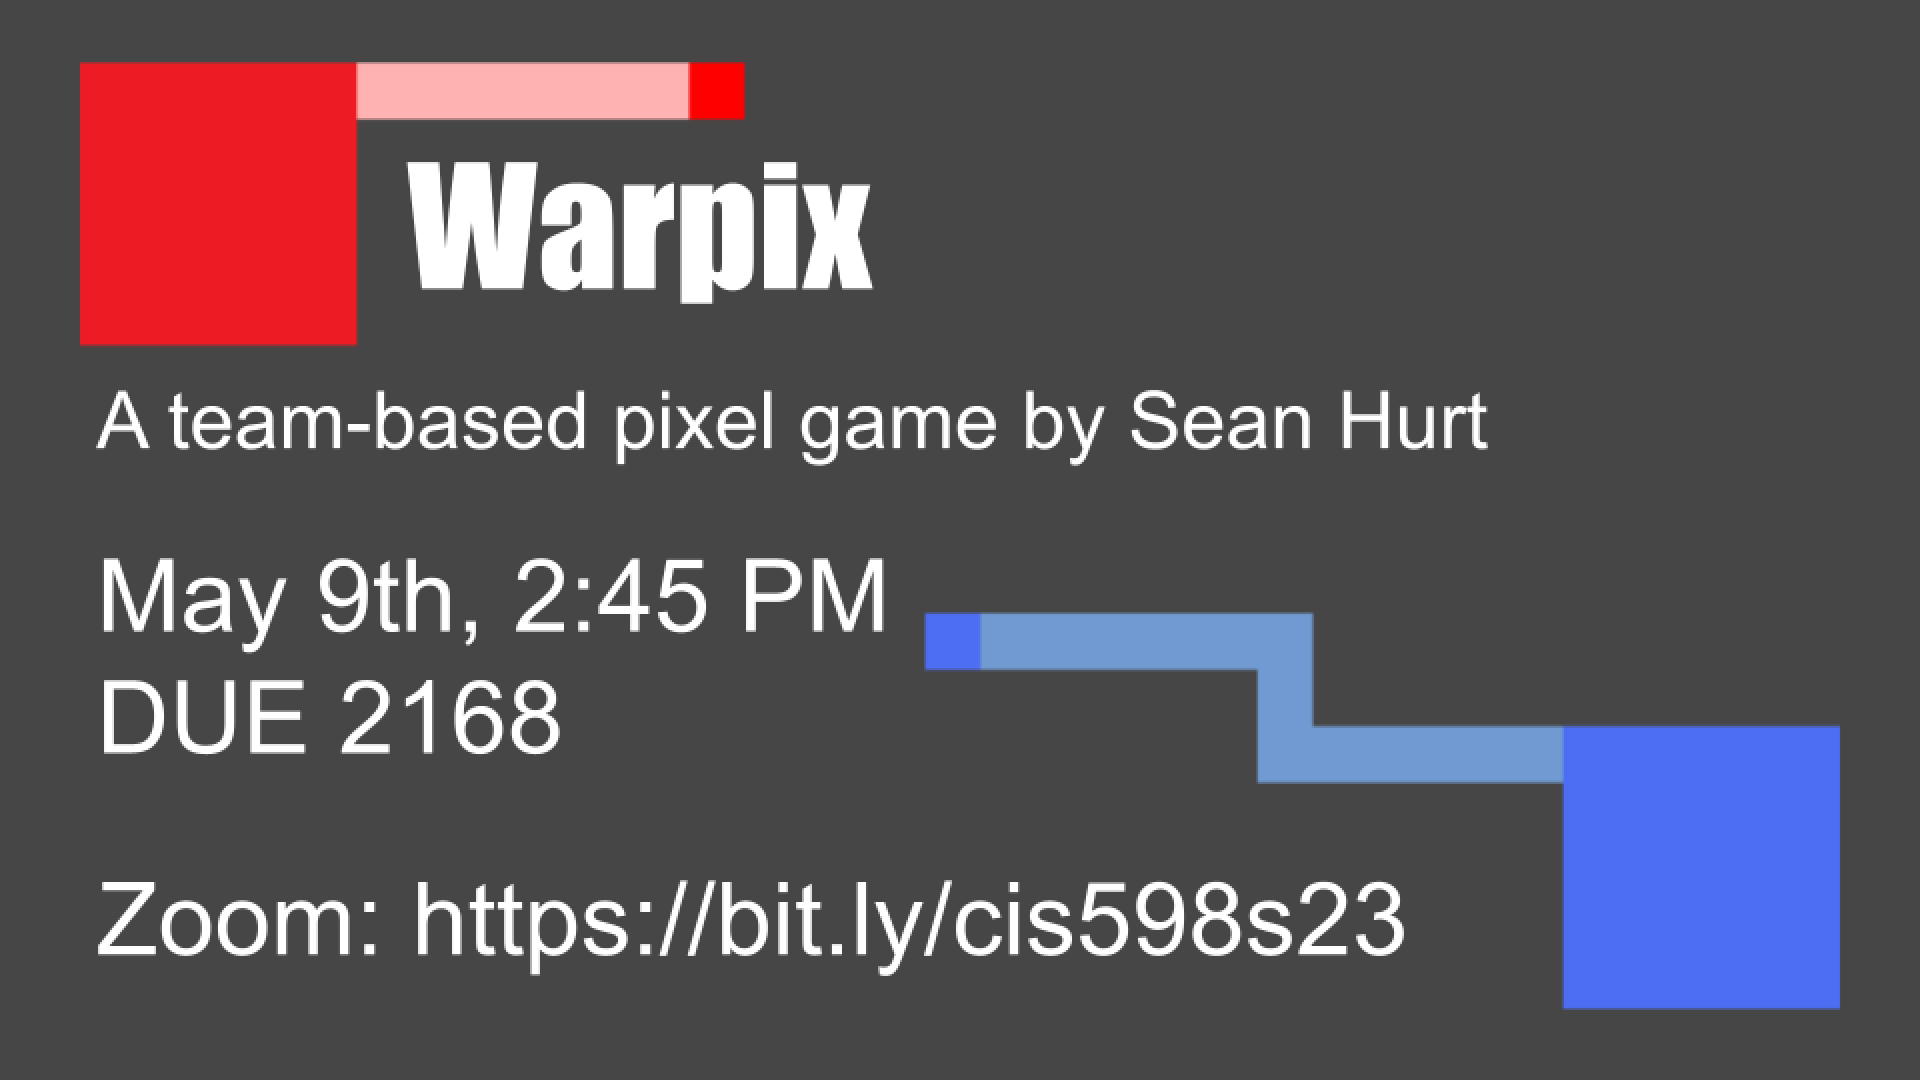 Warpix
A team-based pixel game by Sean Hurt
May 9th, 2:45 PM
DUE 2168
Zoom: https://bit.ly/cis598s23